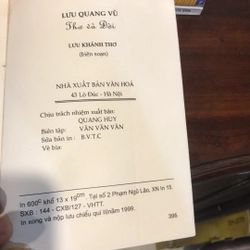 LƯU QUANG VŨ
Thơ và Đời
LƯU KHÁNH THƠ
(biên soạn)
NHÀ XUẤT BẢN VĂN HOÁ
43 Lò Đúc - Hà Nội
Chịu trách nhiệm xuất bản:
QUANG HUY
Biên tập: VĂN VĂN VĂN
Sửa bản in: B.V.T.C
Vẽ bìa:
In 600c khổ 13 x 19cm. Tại số 2 Phạm Ngũ Lão, XN In 15.
SXB : 144 - CXB/127 - VHTT.
In xong và nộp lưu chiểu quí II/năm 1999.
395